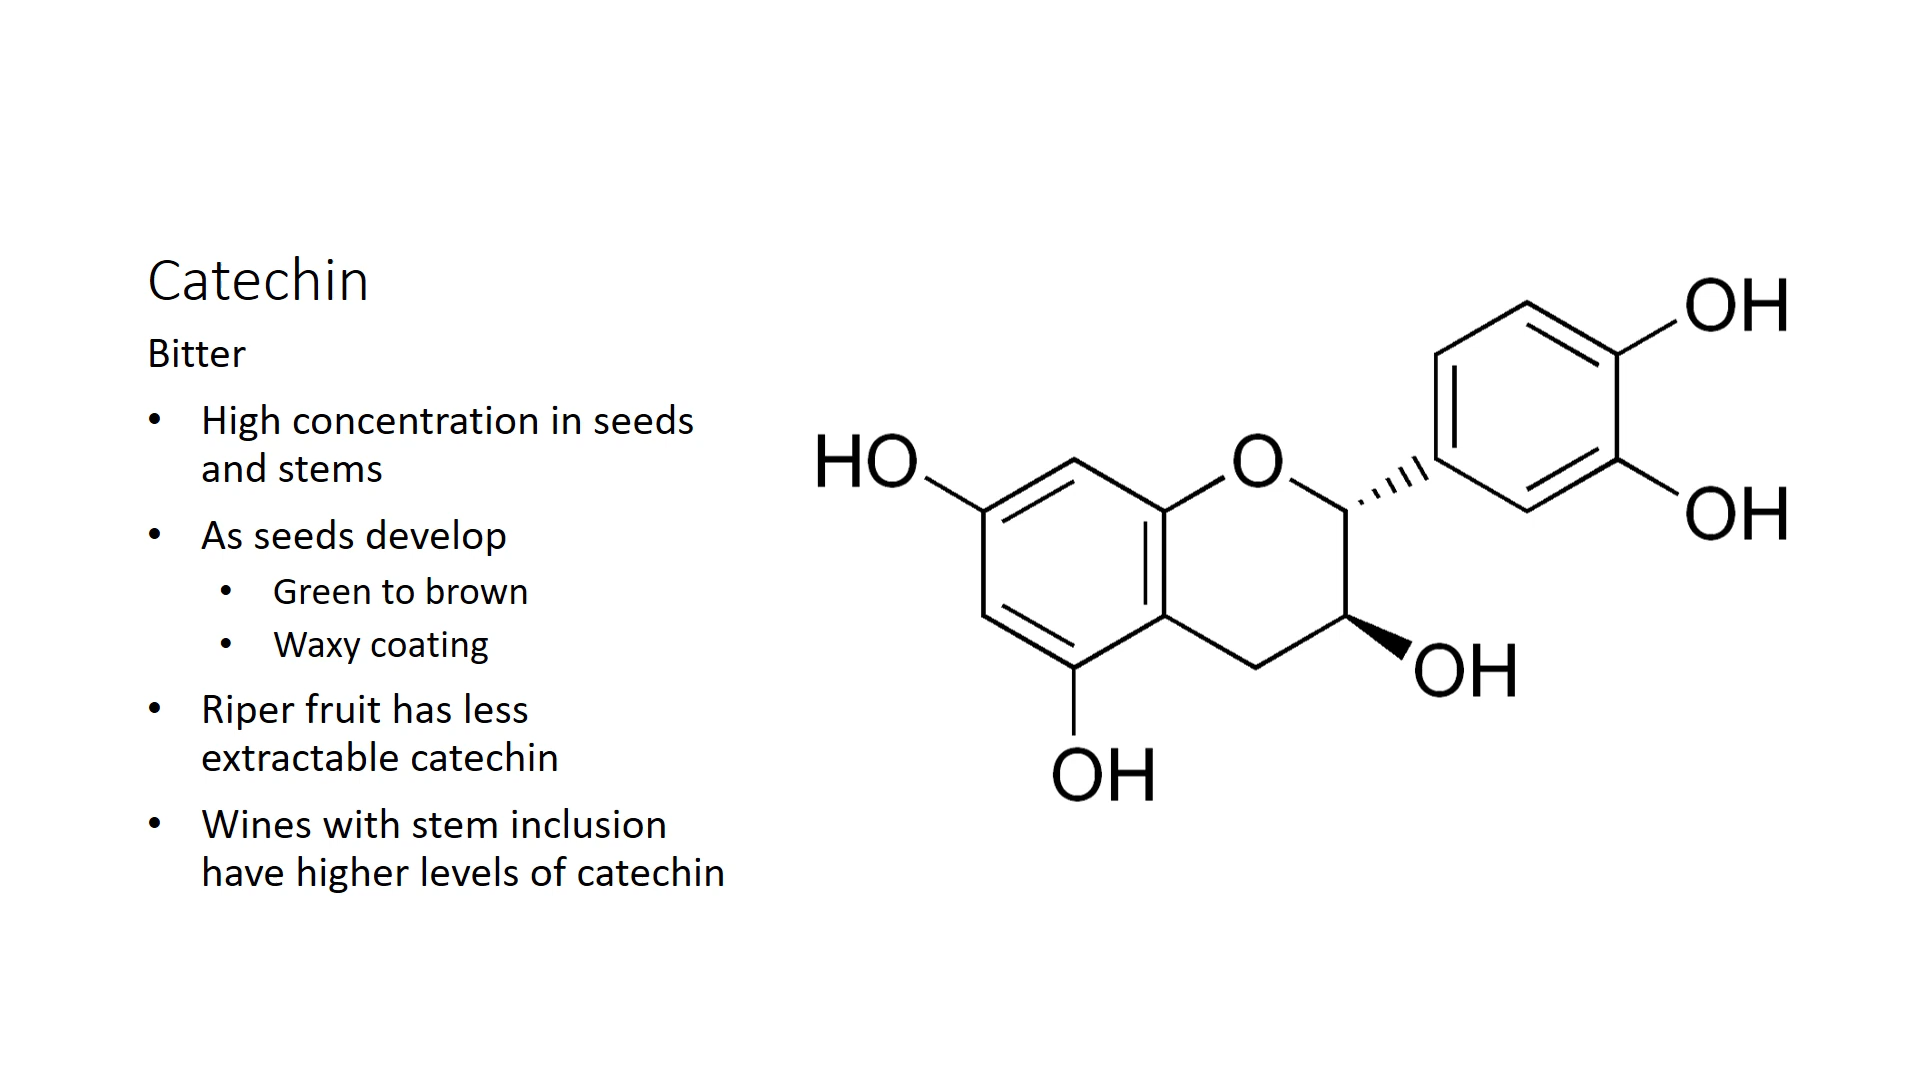 Catechin
Bitter
• High concentration in seeds
and stems
• As seeds develop
• Green to brown
• Waxy coating
• Riper fruit has less
extractable catechin
• Wines with stem inclusion
have higher levels of catechin
OH
HO
O
OH
OH
OH